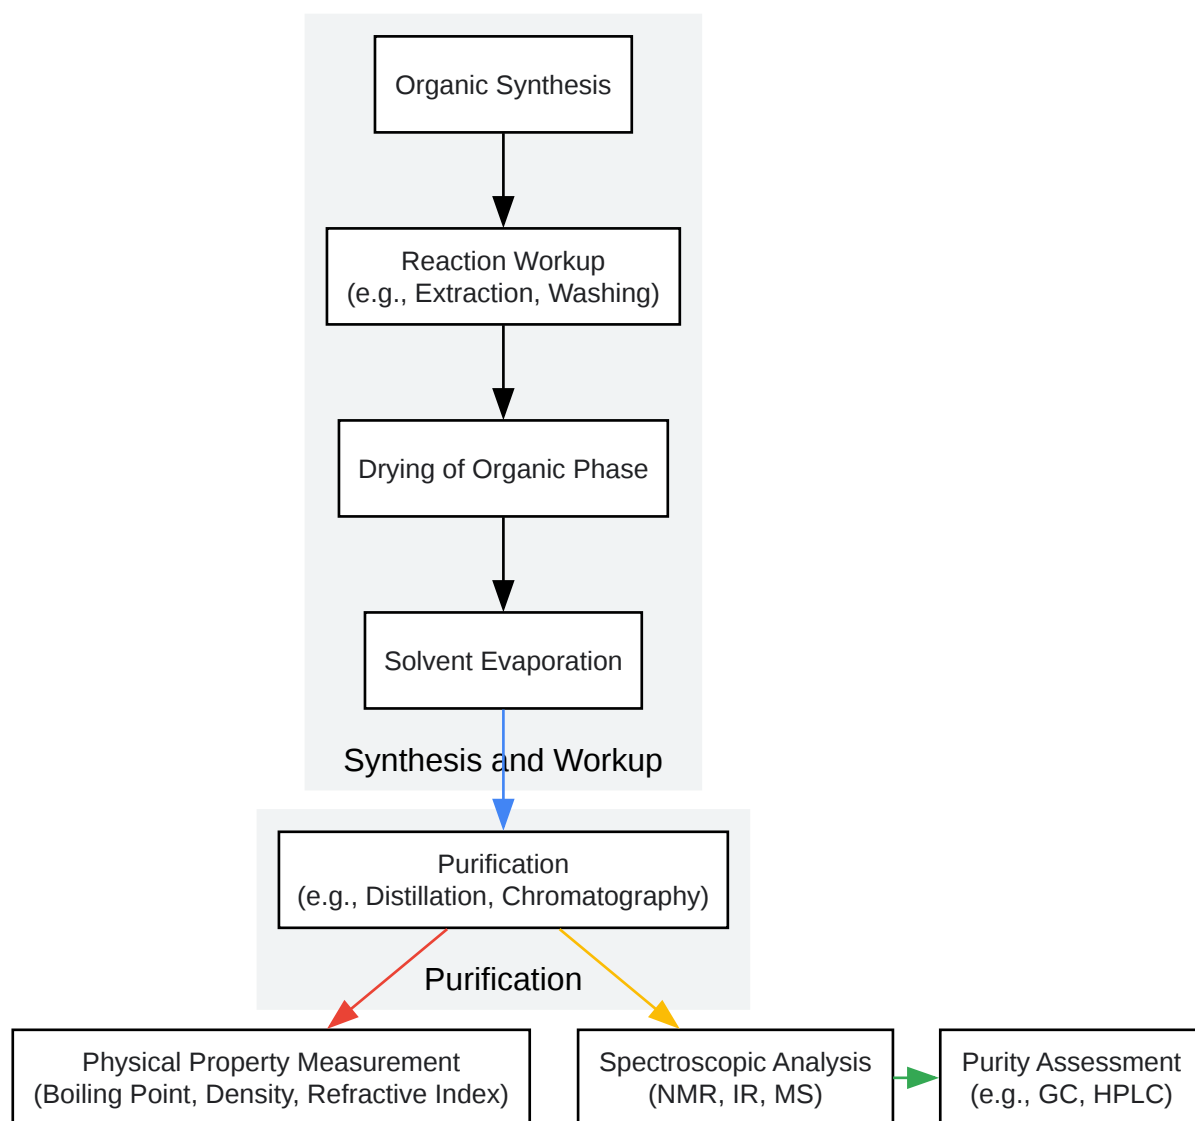 Organic Synthesis
Reaction Workup
(e.g., Extraction, Washing)
Drying of Organic Phase
Solvent Evaporation
Synthesis and Workup
Purification
(e.g., Distillation, Chromatography)
Purification
Physical Property Measurement
(Boiling Point, Density, Refractive Index)
Spectroscopic Analysis
(NMR, IR, MS)
Purity Assessment
(e.g., GC, HPLC)